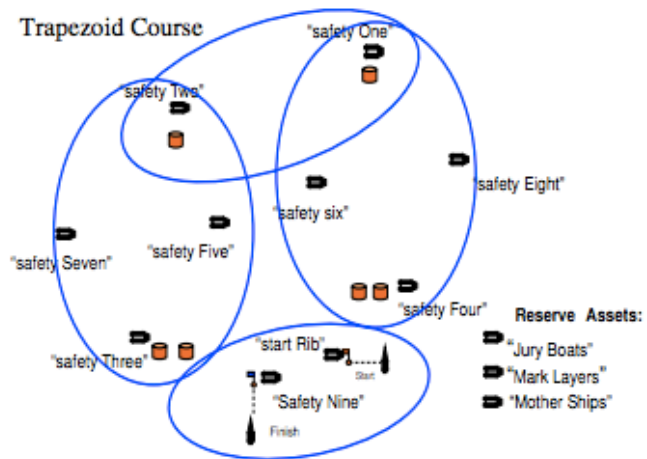 Trapezoid Course
"safety One"
"safety Two"
"safety Eight"
"safety six"
"safety Five"
"safety Seven"
"safety Four"
Reserve Assets:
"start Rib"
"Jury Boats"
"safety Three"
Start
"Mark Layers"
"Safety Nine"
"Mother Ships"
Finish